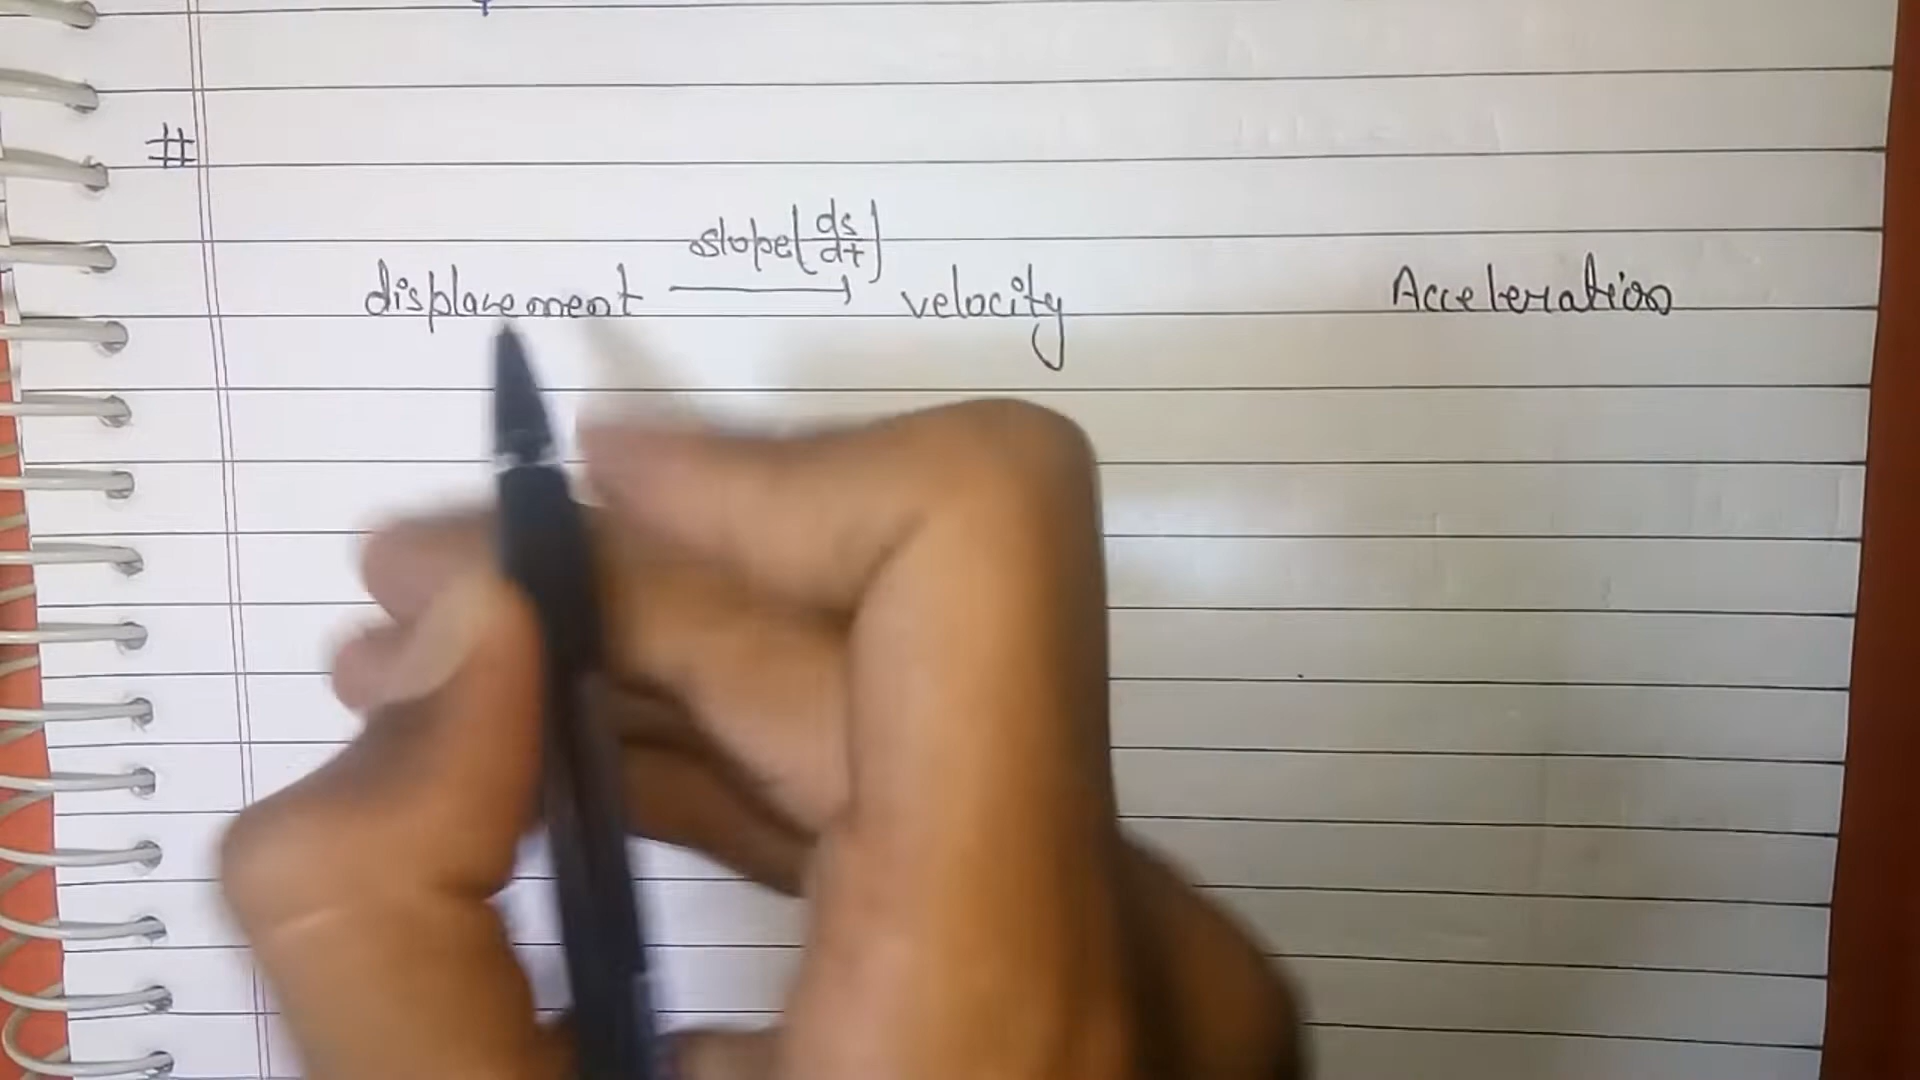 #
slope(ds/dt)
displacement → velocity Acceleration